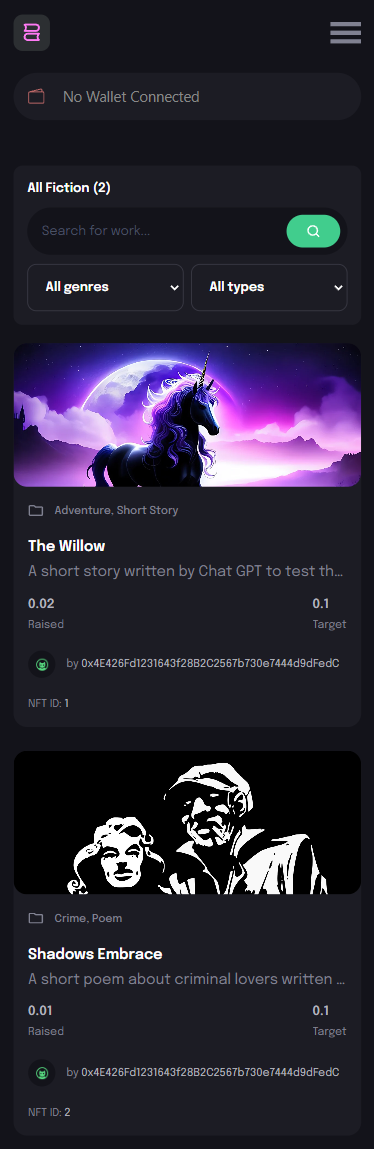 No Wallet Connected
All Fiction (2)
Search for work...
All genres All types
Adventure, Short Story
The Willow
A short story written by Chat GPT to test th...
0.02 0.1
Raised Target
by 0x4E426Fd1231643f28B2C2567b730e7444d9dFedC
NFT ID: 1
Crime, Poem
Shadows Embrace
A short poem about criminal lovers written ...
0.01 0.1
Raised Target
by 0x4E426Fd1231643f28B2C2567b730e7444d9dFedC
NFT ID: 2